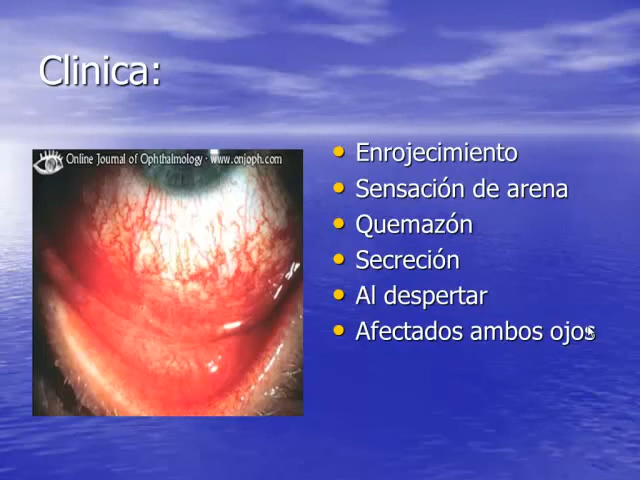 Clinica:
Online Journal of Ophthalmology · www.onjoph.com
Enrojecimiento
Sensación de arena
Quemazón
Secreción
Al despertar
Afectados ambos ojos